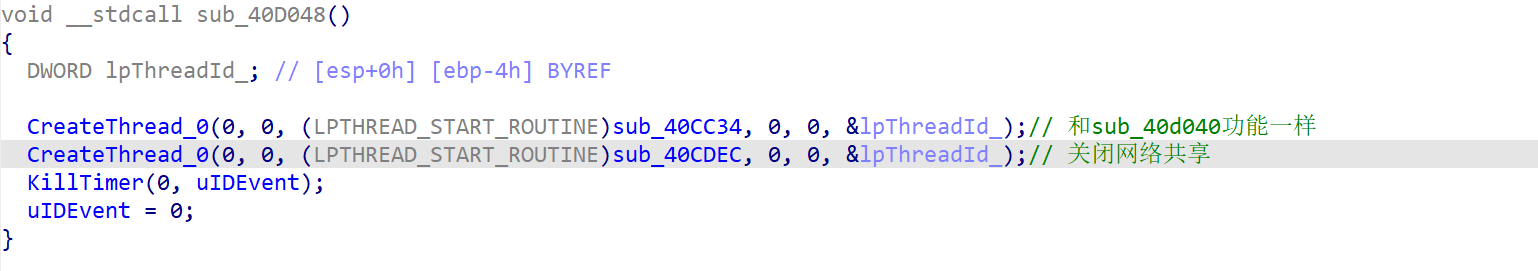 void __stdcall sub_40D048()
{
  DWORD lpThreadId_; // [esp+0h] [ebp-4h] BYREF

  CreateThread_0(0, 0, (LPTHREAD_START_ROUTINE)sub_40CC34, 0, 0, &lpThreadId_);// 和sub_40d040功能一样
  CreateThread_0(0, 0, (LPTHREAD_START_ROUTINE)sub_40CDEC, 0, 0, &lpThreadId_);// 关闭网络共享
  KillTimer(0, uIDEvent);
  uIDEvent = 0;
}